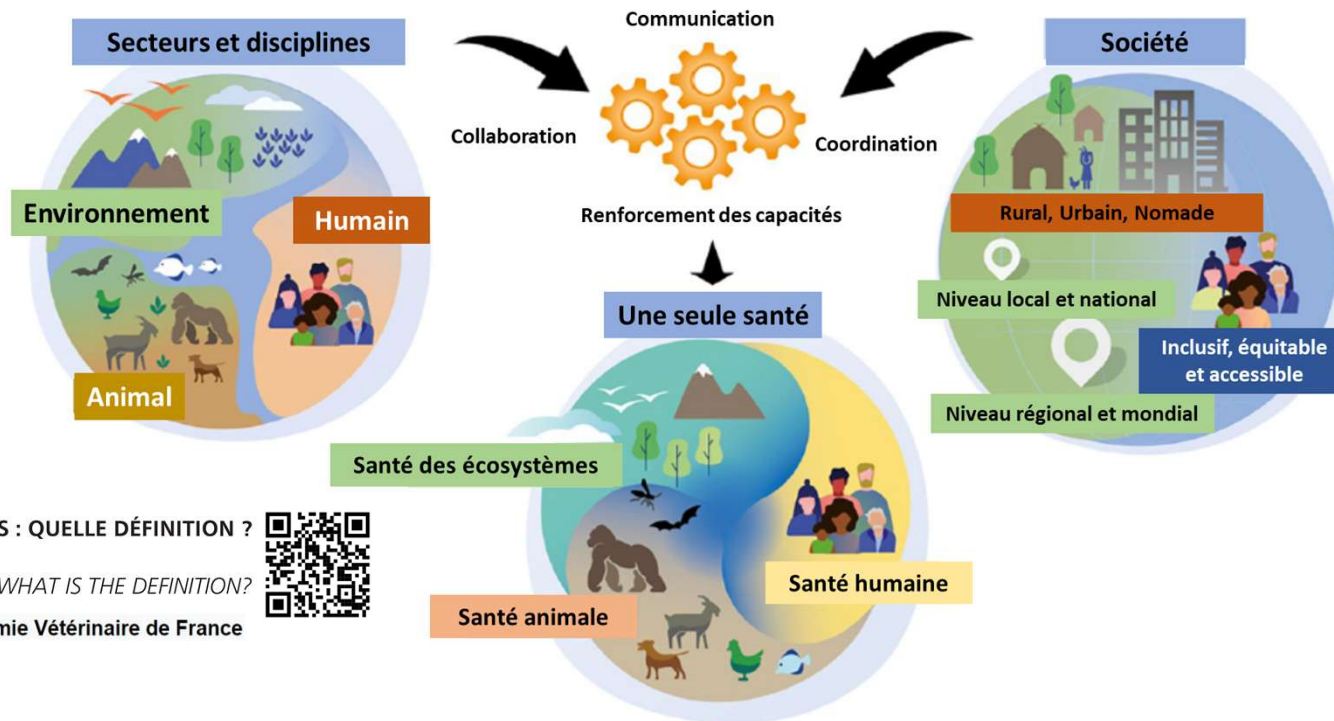 Secteurs et disciplines
Environnement
Humain
Animal
Communication
Collaboration
Coordination
Renforcement des capacités
Société
Rural, Urbain, Nomade
Niveau local et national
Inclusif, équitable
et accessible
Niveau régional et mondial
Une seule santé
Santé des écosystèmes
Santé humaine
Santé animale
: QUELLE DÉFINITION ?
WHAT IS THE DEFINITION?
Vétérinaire de France